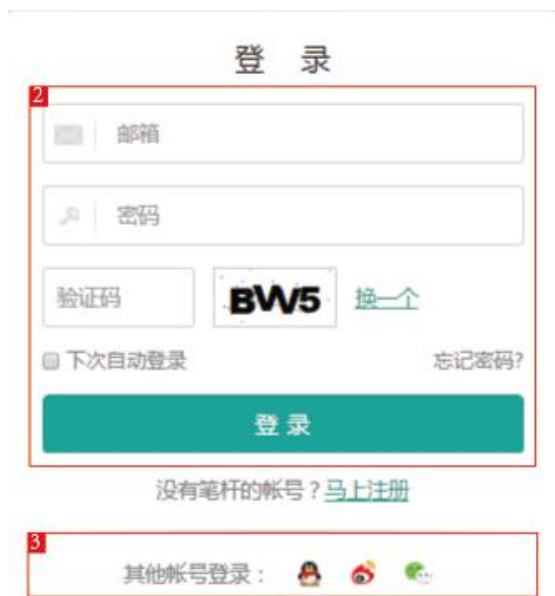 登 录
2
邮箱
密码
验证码 BW5 换一个
下次自动登录 忘记密码?
登 录
没有笔杆的帐号?马上注册
3
其他帐号登录: